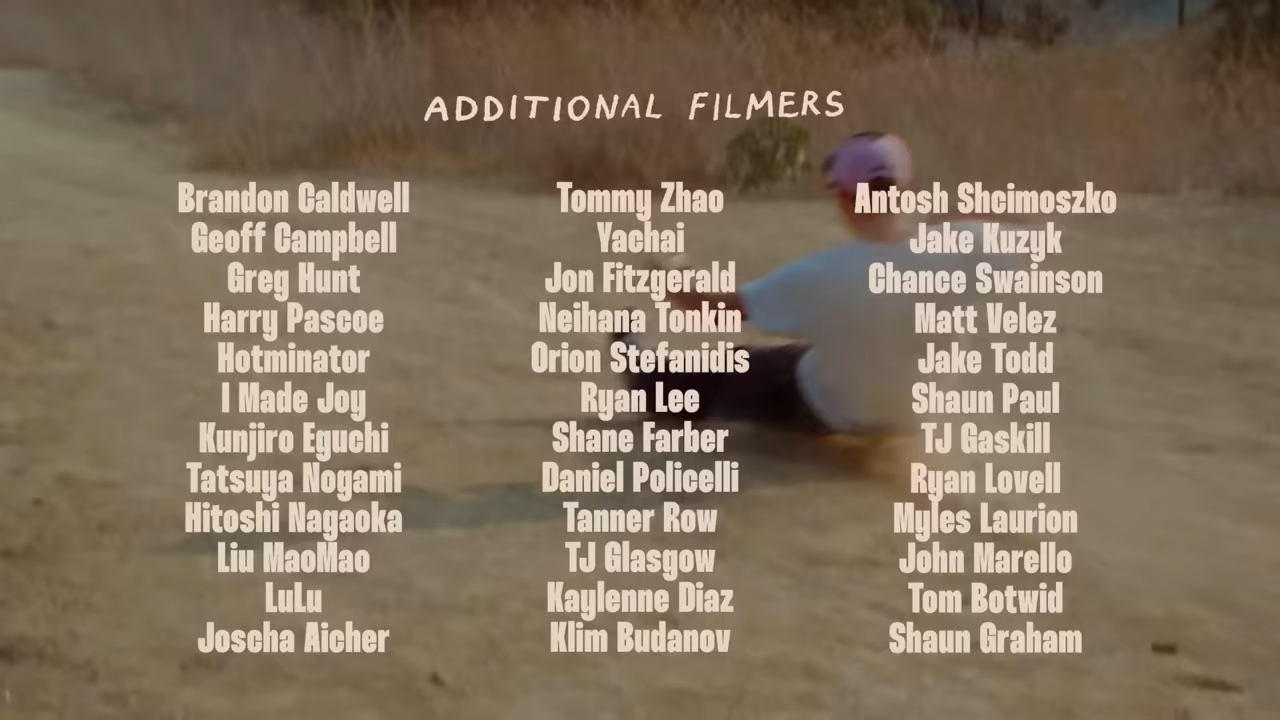 ADDITIONAL FILMERS
Brandon Caldwell
Geoff Campbell
Greg Hunt
Harry Pascoe
Hotminator
I Made Joy
Kunjiro Eguchi
Tatsuya Nogami
Hitoshi Nagaoka
Liu MaoMao
LuLu
Joscha Aicher
Tommy Zhao
Yachai
Jon Fitzgerald
Neihana Tonkin
Orion Stefanidis
Ryan Lee
Shane Farber
Daniel Policelli
Tanner Row
TJ Glasgow
Kaylenne Diaz
Klim Budanov
Antosh Shcimoszko
Jake Kuzyk
Chance Swainson
Matt Velez
Jake Todd
Shaun Paul
TJ Gaskill
Ryan Lovell
Myles Laurion
John Marello
Tom Botwid
Shaun Graham